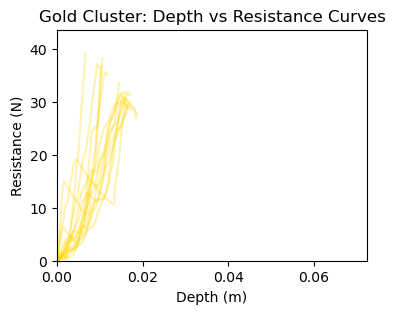 Gold Cluster: Depth vs Resistance Curves
40
30
20
10
0
Resistance (N)
0.00 0.02 0.04 0.06
Depth (m)